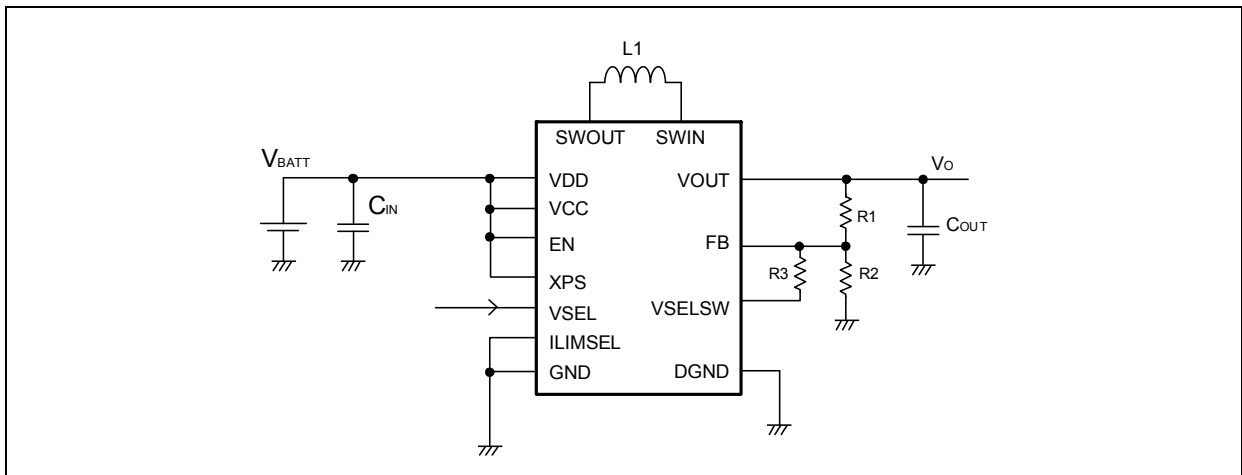 L1
SWOUT SWIN
VBATT
CIN
VDD
VCC
EN
XPS
VSEL
ILIMSEL
GND
VOUT
FB
VSELSW
DGND
VO
R1
R2
R3
COUT